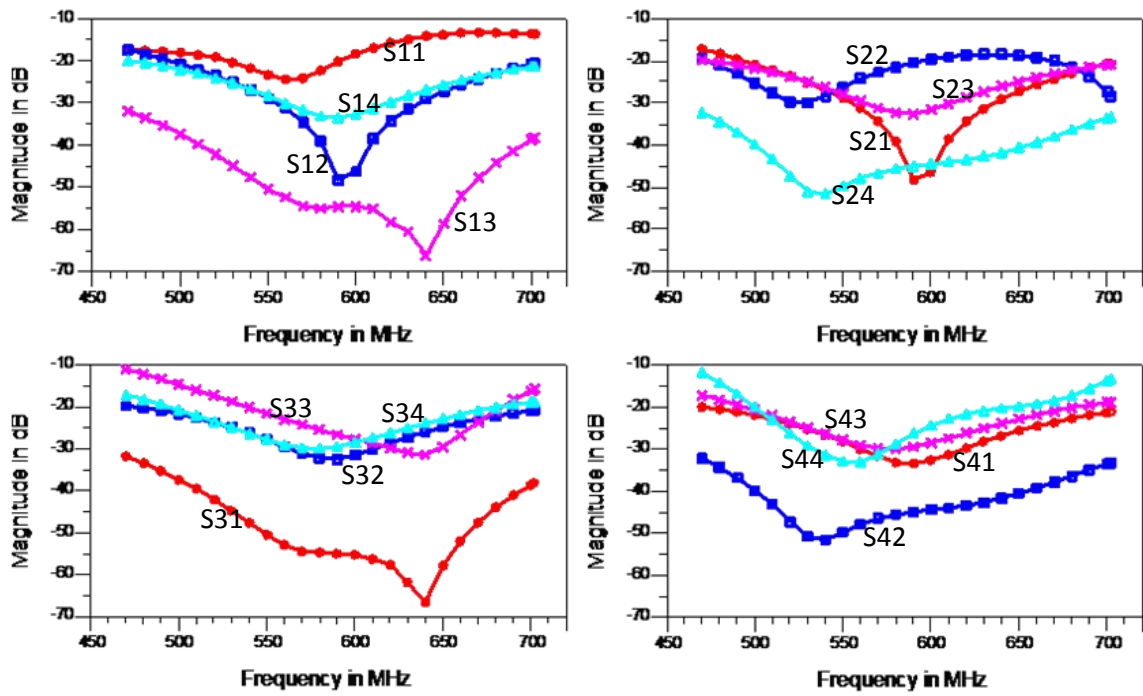 -10
-20
-30
-40
-50
-60
-70
Magnitude in dB
S11
S14
S12
S13
450 500 550 600 650 700
Frequency in MHz
-10
-20
-30
-40
-50
-60
-70
Magnitude in dB
S22
S23
S21
S24
450 500 550 600 650 700
Frequency in MHz
-10
-20
-30
-40
-50
-60
-70
Magnitude in dB
S33
S34
S32
S31
450 500 550 600 650 700
Frequency in MHz
-10
-20
-30
-40
-50
-60
-70
Magnitude in dB
S43
S44
S41
S42
450 500 550 600 650 700
Frequency in MHz